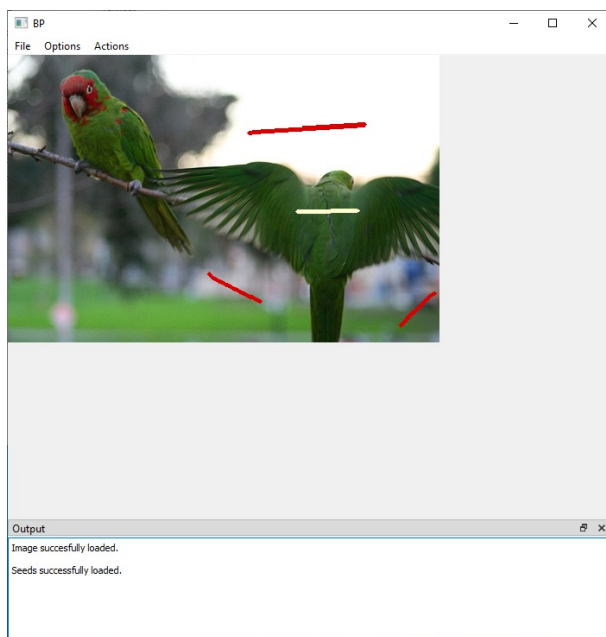 BP
File Options Actions
Output
Image succesfully loaded.
Seeds successfully loaded.